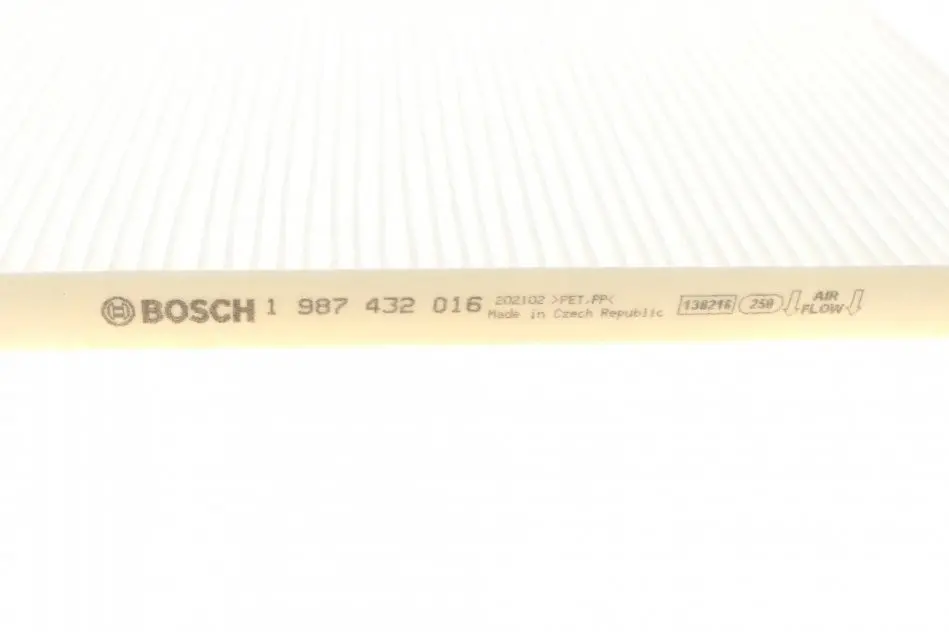 BOSCH 1 987 432 016
202102 >PET,PP<
Made in Czech Republic
138216 250 AIR
FLOW